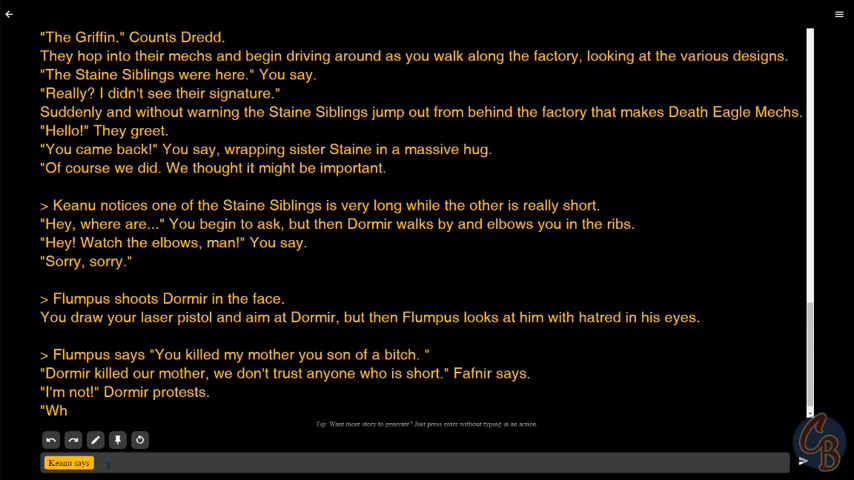 "The Griffin." Counts Dredd.
They hop into their mechs and begin driving around as you walk along the factory, looking at the various designs.
"The Staine Siblings were here." You say.
"Really? I didn't see their signature."
Suddenly and without warning the Staine Siblings jump out from behind the factory that makes Death Eagle Mechs.
"Hello!" They greet.
"You came back!" You say, wrapping sister Staine in a massive hug.
"Of course we did. We thought it might be important.
> Keanu notices one of the Staine Siblings is very long while the other is really short.
"Hey, where are..." You begin to ask, but then Dormir walks by and elbows you in the ribs.
"Hey! Watch the elbows, man!" You say.
"Sorry, sorry."
> Flumpus shoots Dormir in the face.
You draw your laser pistol and aim at Dormir, but then Flumpus looks at him with hatred in his eyes.
> Flumpus says "You killed my mother you son of a bitch. "
"Dormir killed our mother, we don't trust anyone who is short." Fafnir says.
"I'm not!" Dormir protests.
"Wh
Tip: Want more story to generate? Just press enter without typing in an action.
Keanu says
CB